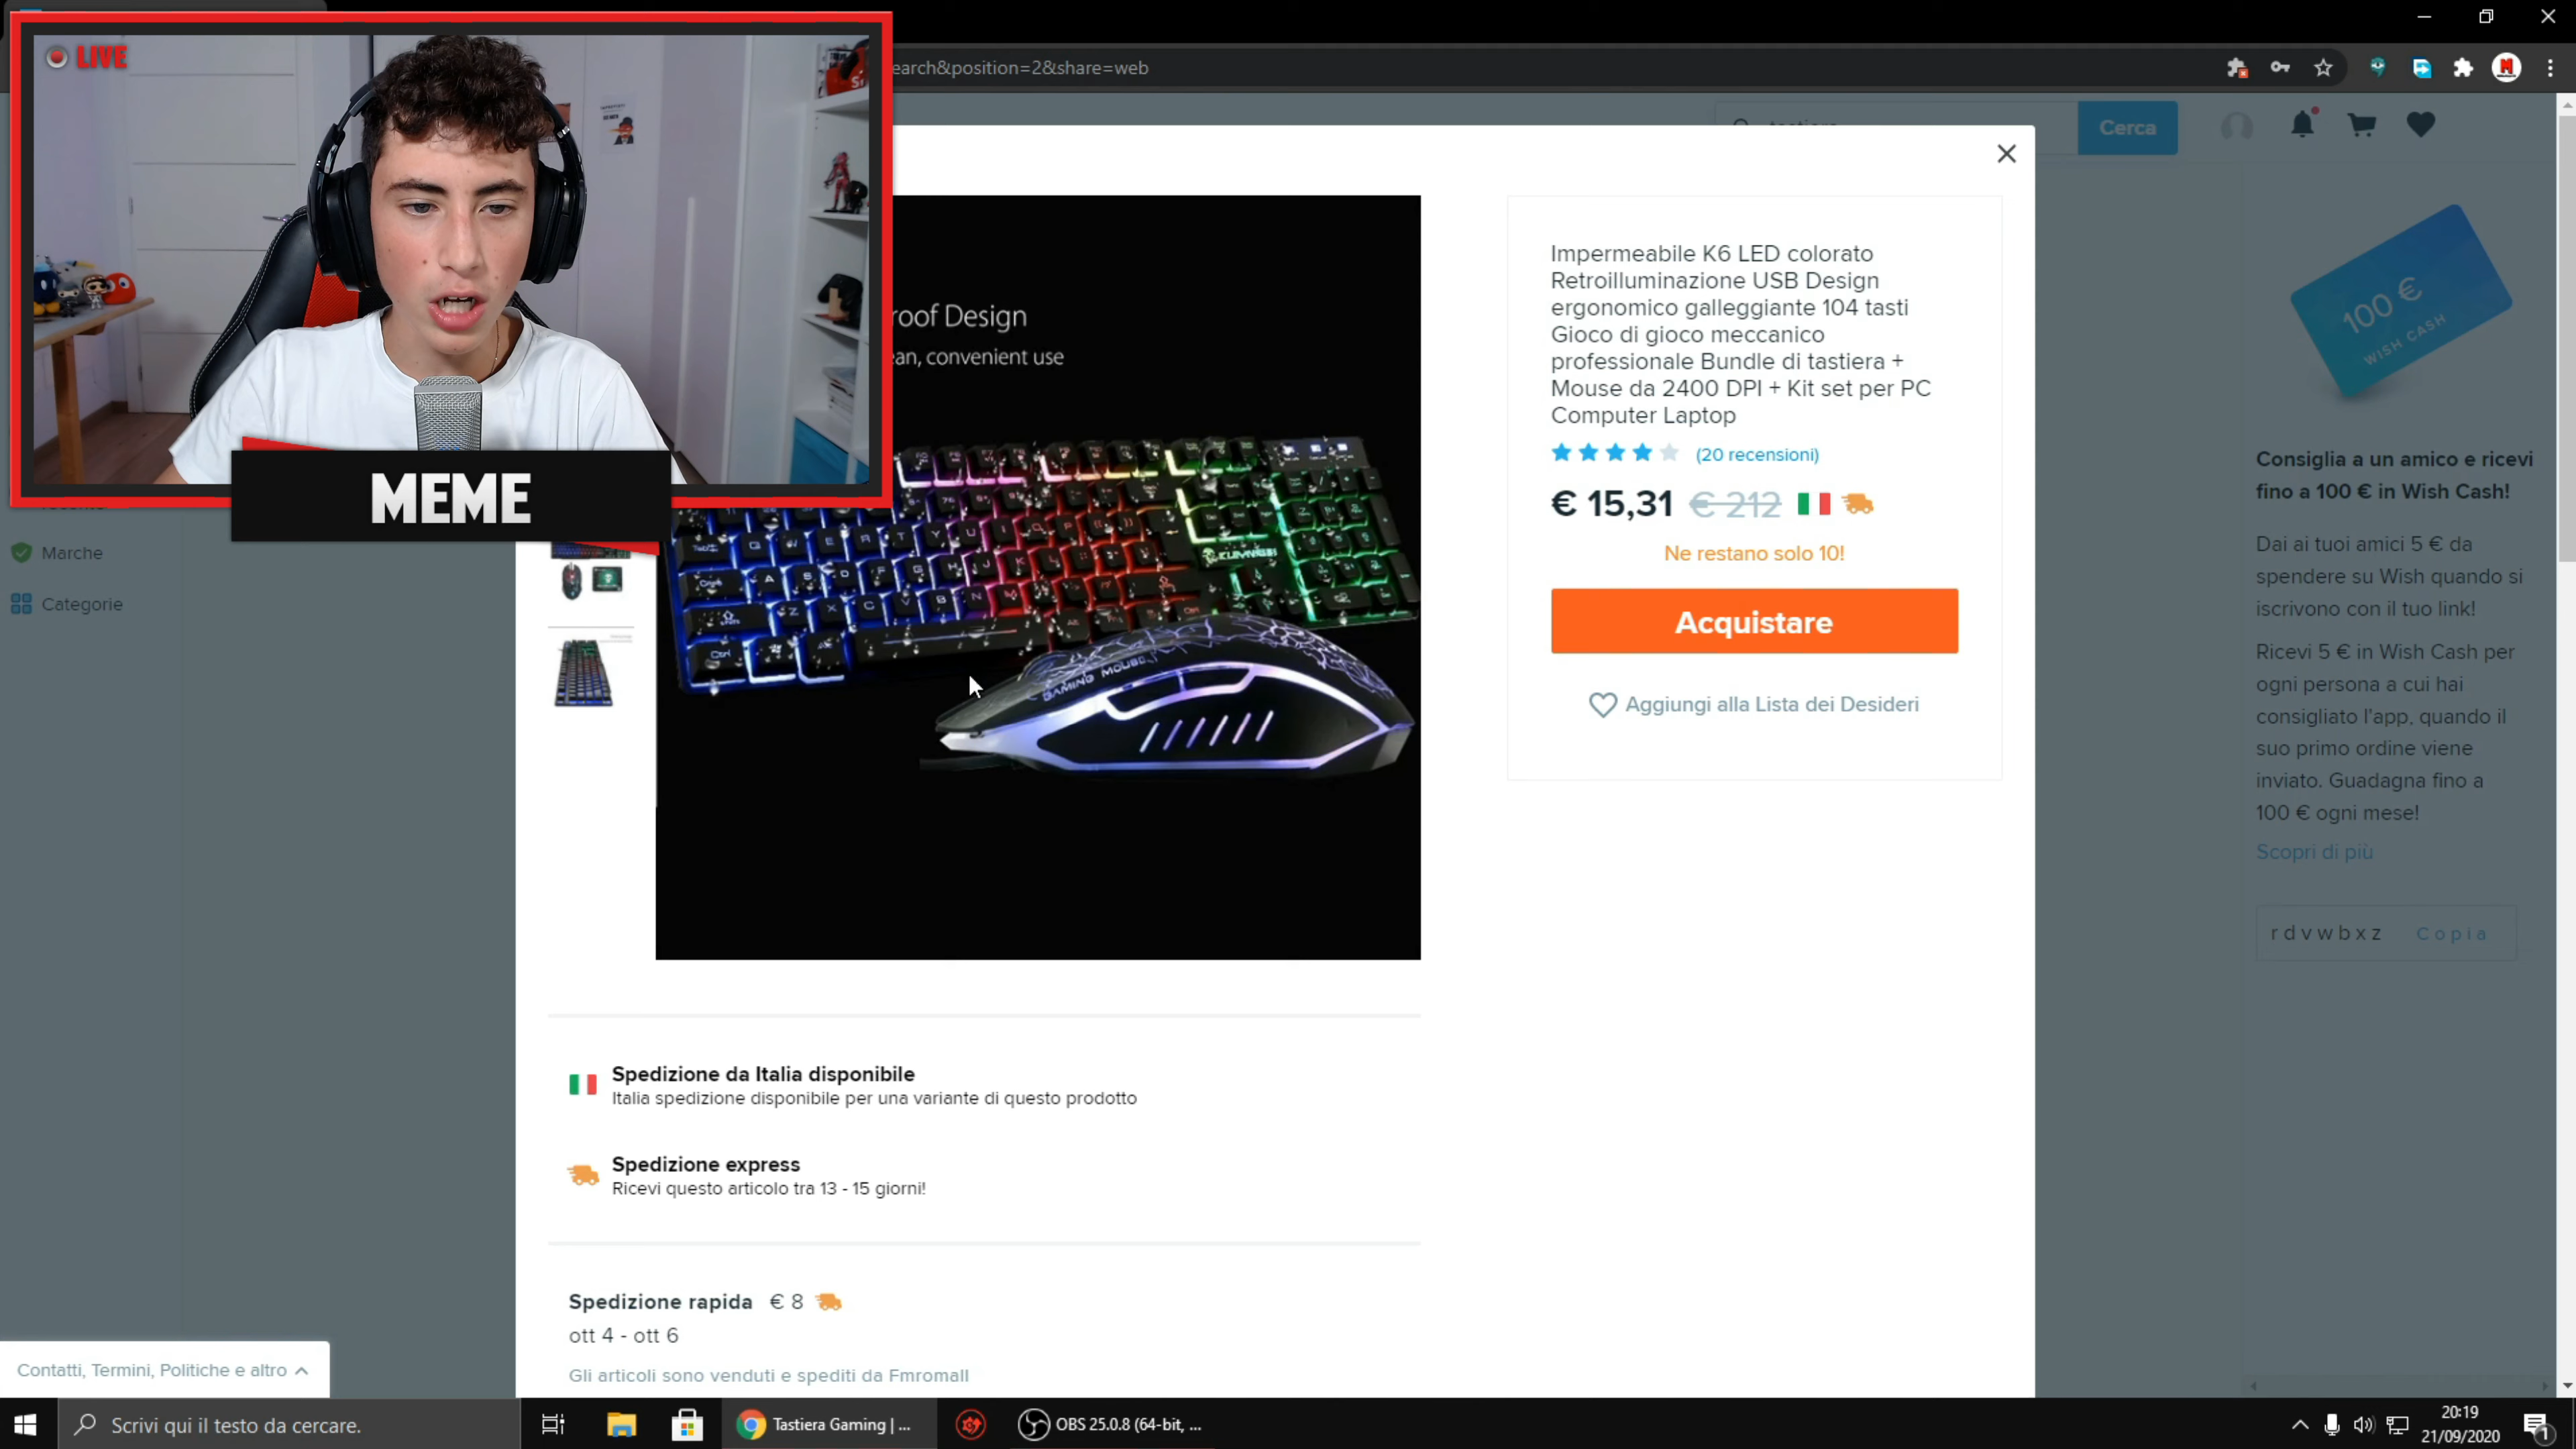 LIVE
MEME
earch&position=2&share=web
Cerca
roof Design
ean, convenient use
GAMING MOUSE
Impermeabile K6 LED colorato
Retroilluminazione USB Design
ergonomico galleggiante 104 tasti
Gioco di gioco meccanico
professionale Bundle di tastiera +
Mouse da 2400 DPI + Kit set per PC
Computer Laptop
(20 recensioni)
€ 15,31 € 212
Ne restano solo 10!
Acquistare
Aggiungi alla Lista dei Desideri
100 €
WISH CASH
Consiglia a un amico e ricevi
fino a 100 € in Wish Cash!
Dai ai tuoi amici 5 € da
spendere su Wish quando si
iscrivono con il tuo link!
Ricevi 5 € in Wish Cash per
ogni persona a cui hai
consigliato l'app, quando il
suo primo ordine viene
inviato. Guadagna fino a
100 € ogni mese!
Scopri di più
rdvwbxz Copia
Marche
Categorie
Spedizione da Italia disponibile
Italia spedizione disponibile per una variante di questo prodotto
Spedizione express
Ricevi questo articolo tra 13 - 15 giorni!
Spedizione rapida € 8
ott 4 - ott 6
Gli articoli sono venduti e spediti da Fmromall
Contatti, Termini, Politiche e altro
Scrivi qui il testo da cercare.
Tastiera Gaming | ...
OBS 25.0.8 (64-bit, ...
20:19
21/09/2020
1